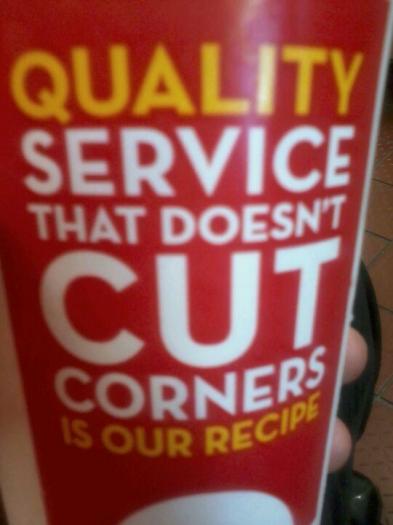 QUALITY
SERVICE
THAT DOESN'T
CUT
CORNERS
IS OUR RECIPE